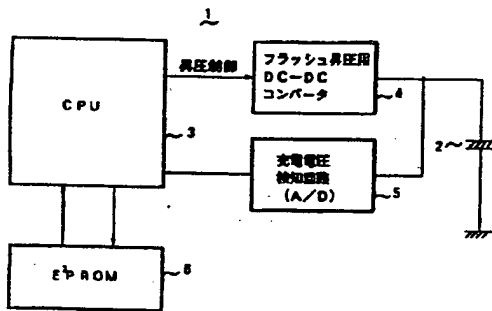 1
昇圧制御
CPU
3
フラッシュ昇圧用
DC-DC
コンバータ
4
2
充電電圧
検知回路
(A/D)
5
E²PROM
6